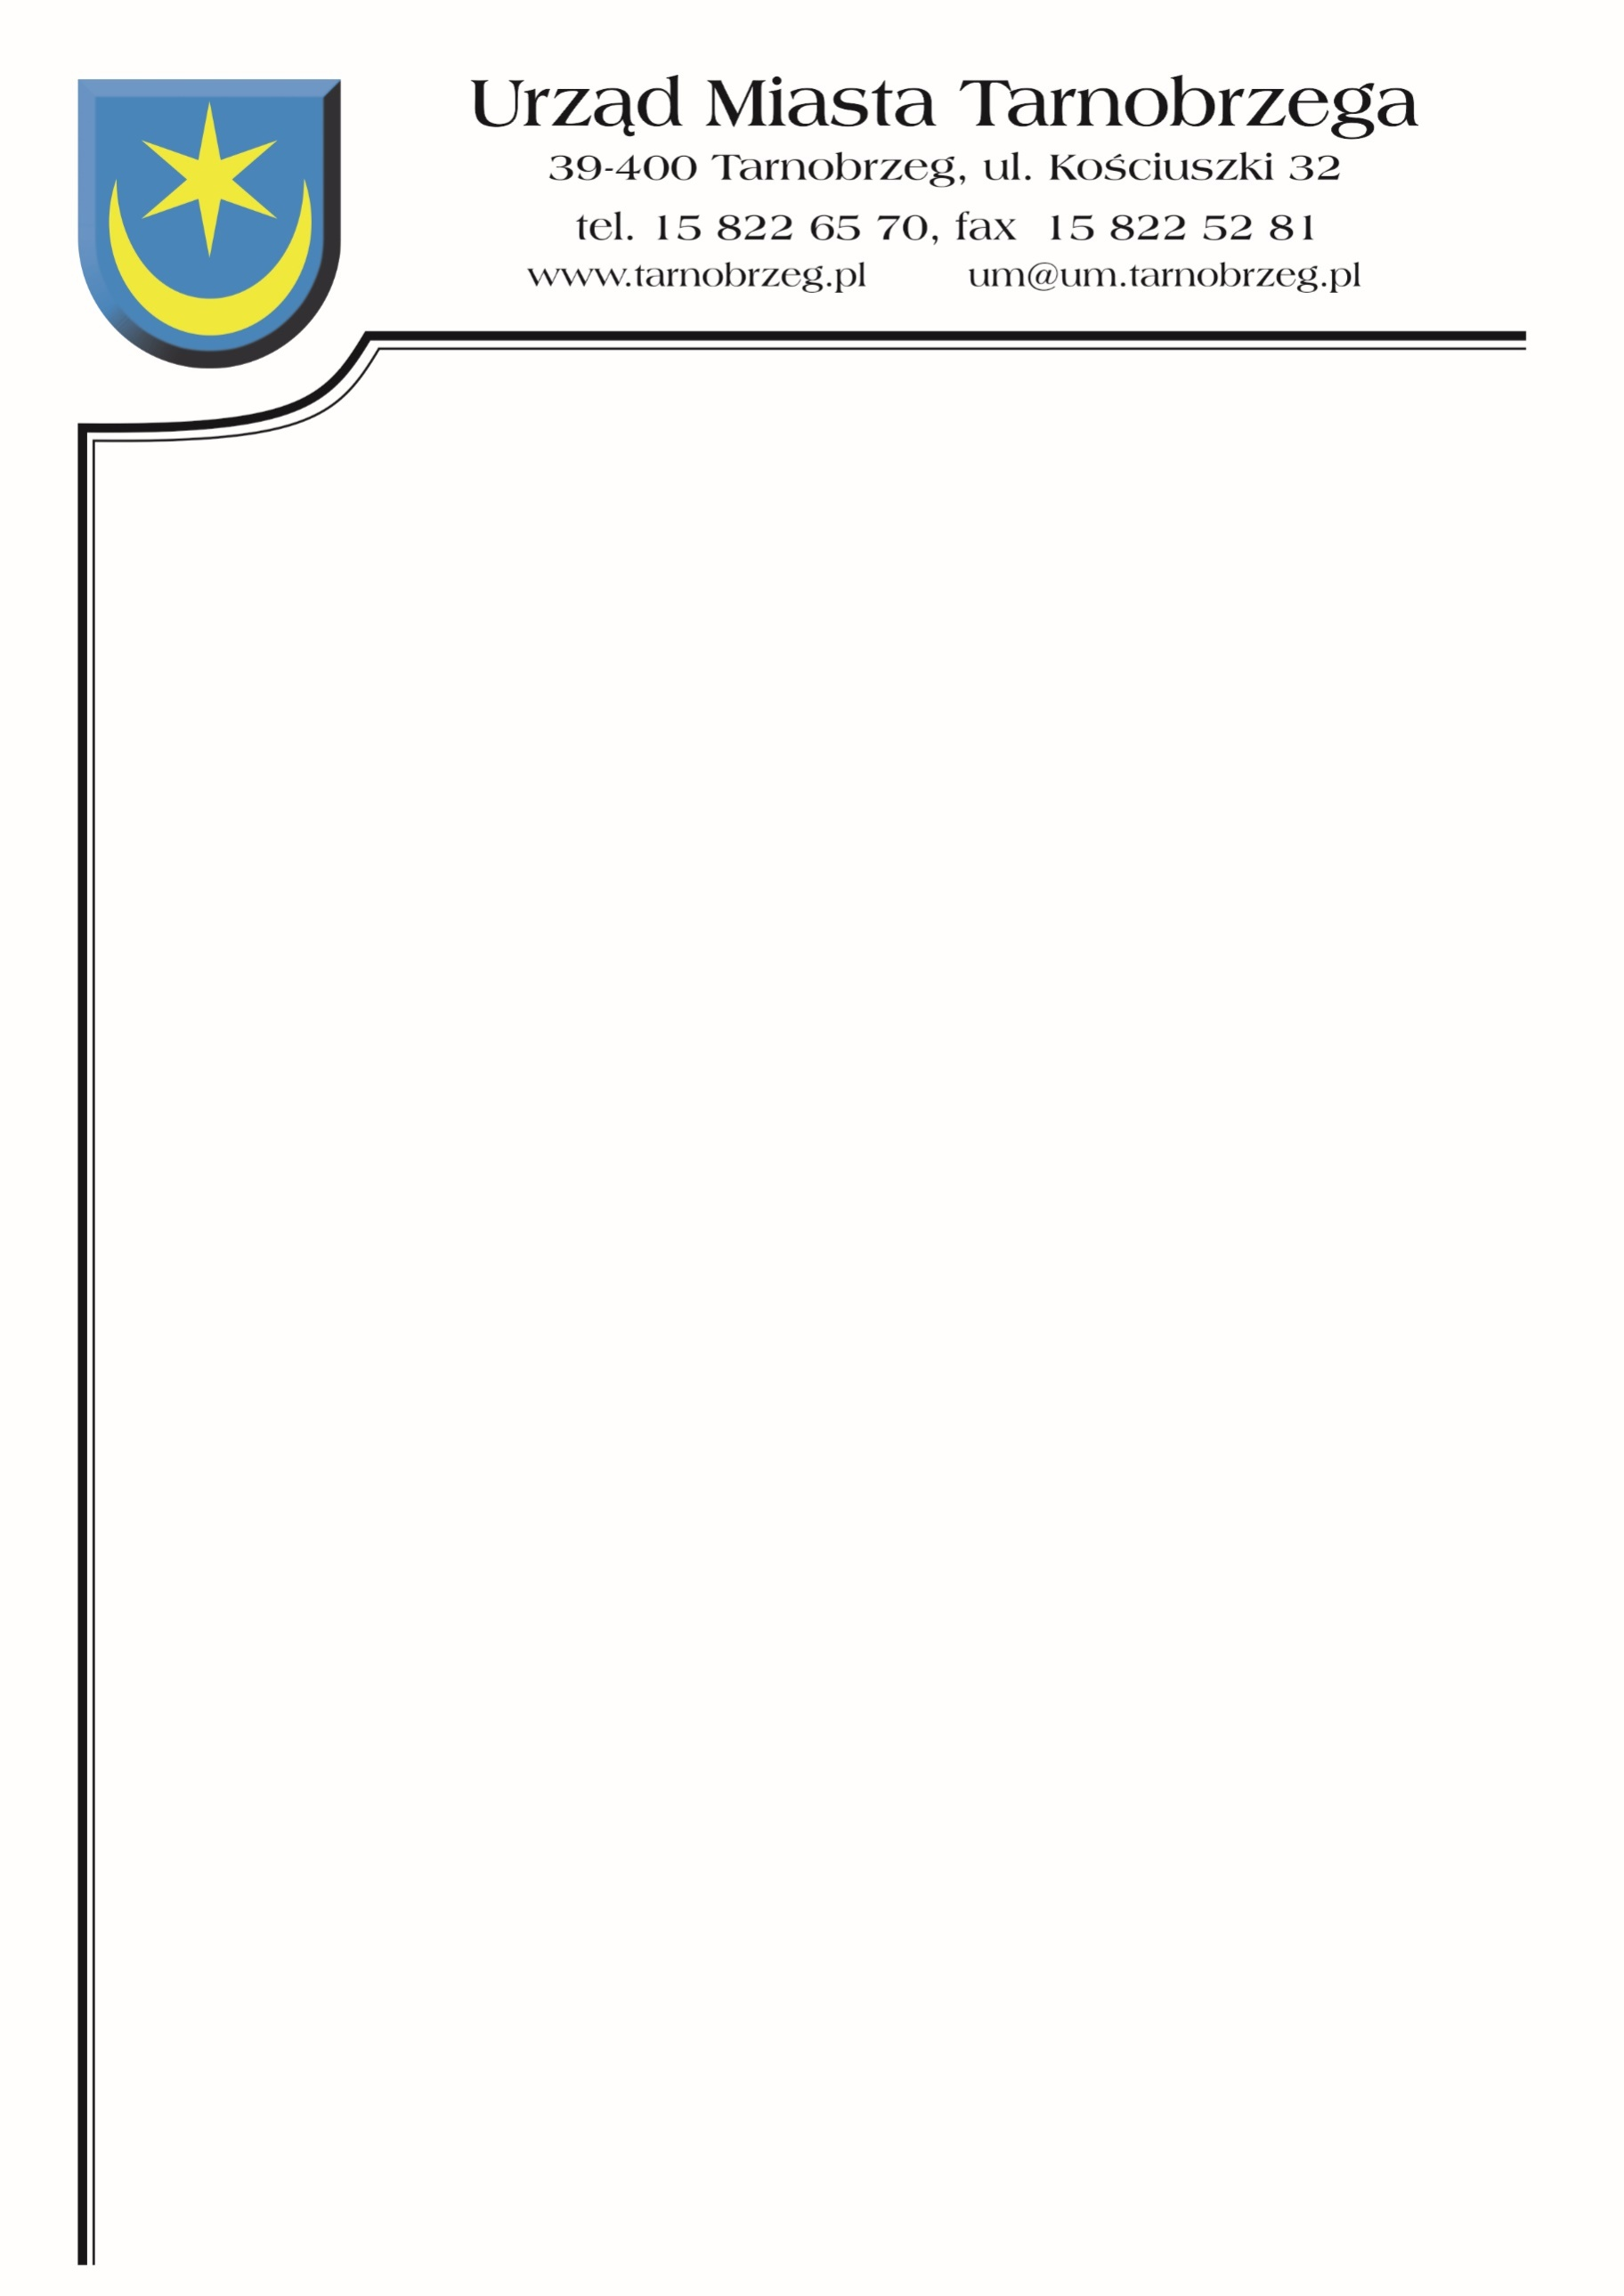 Urząd Miasta Tarnobrzega
39-400 Tarnobrzeg, ul. Kościuszki 32
tel. 15 822 65 70, fax 15 822 52 81
www.tarnobrzeg.pl um@um.tarnobrzeg.pl